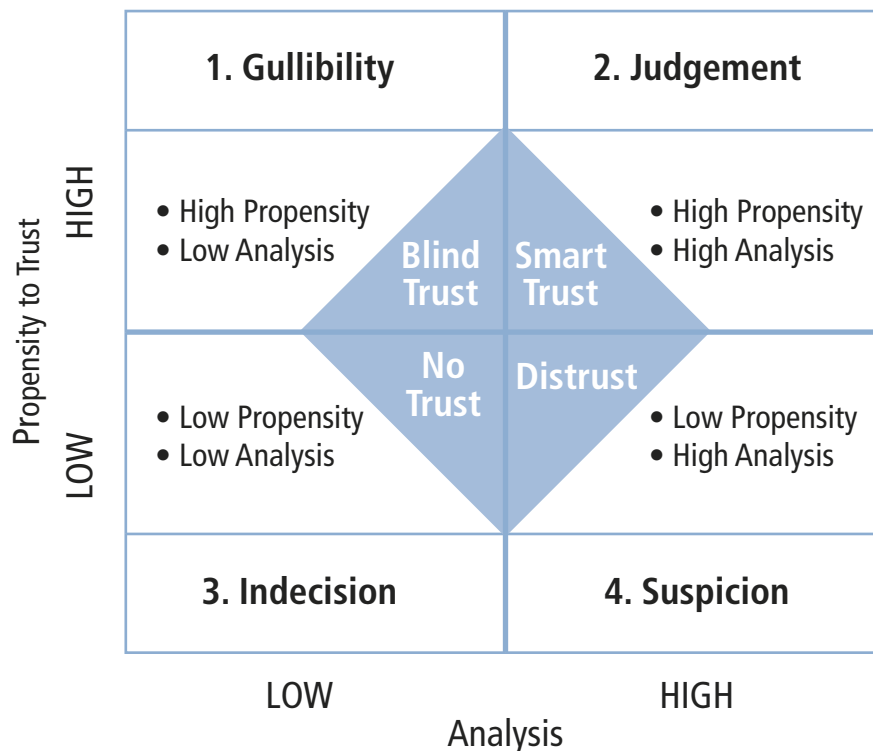 1. Gullibility
2. Judgement
Propensity to Trust
HIGH
LOW
• High Propensity
• Low Analysis
Blind
Trust
Smart
Trust
• High Propensity
• High Analysis
• Low Propensity
• Low Analysis
No
Trust
Distrust
• Low Propensity
• High Analysis
3. Indecision
4. Suspicion
LOW
HIGH
Analysis